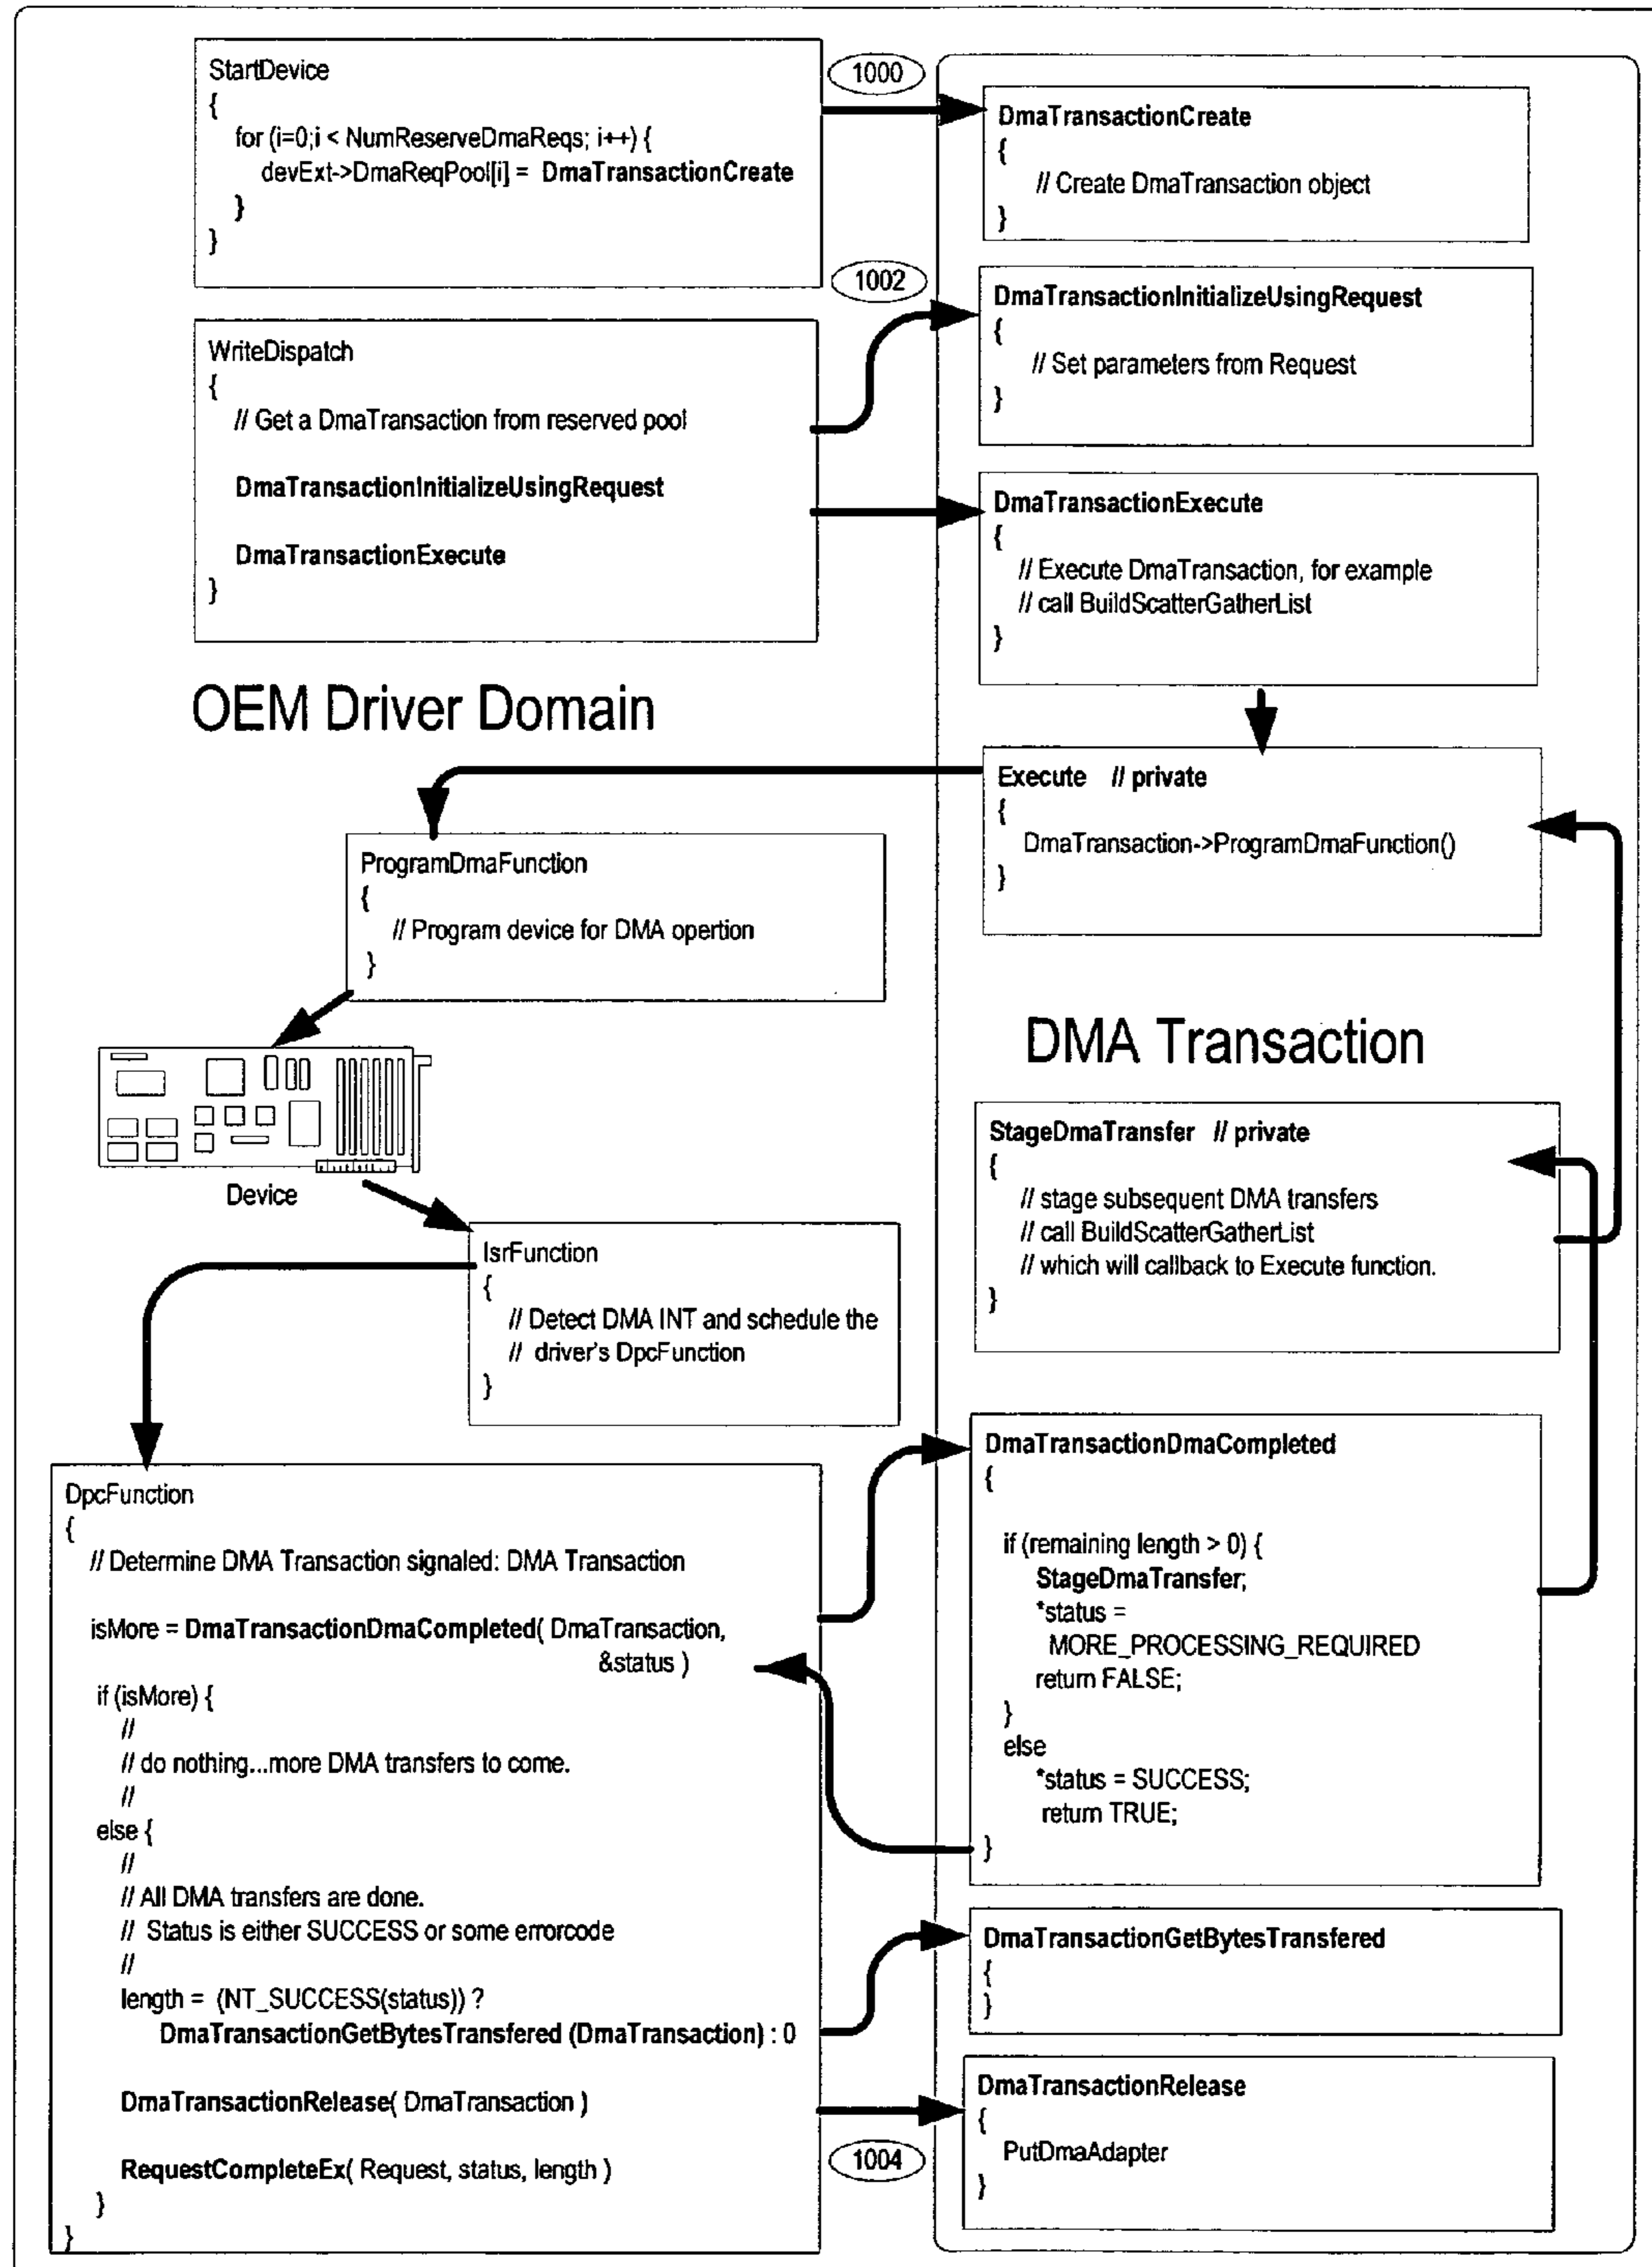 StartDevice
{
for (i=0;i < NumReserveDmaReqs; i++) {
devExt->DmaReqPool[i] = DmaTransactionCreate
}
}
1000
DmaTransactionCreate
{
// Create DmaTransaction object
}
1002
DmaTransactionInitializeUsingRequest
{
// Set parameters from Request
}
WriteDispatch
{
// Get a DmaTransaction from reserved pool
DmaTransactionInitializeUsingRequest
DmaTransactionExecute
}
DmaTransactionExecute
{
// Execute DmaTransaction, for example
// call BuildScatterGatherList
}
OEM Driver Domain
Execute // private
{
DmaTransaction->ProgramDmaFunction()
}
ProgramDmaFunction
{
// Program device for DMA opertion
}
DMA Transaction
Device
StageDmaTransfer // private
{
// stage subsequent DMA transfers
// call BuildScatterGatherList
// which will callback to Execute function.
}
IsrFunction
{
// Detect DMA INT and schedule the
// driver's DpcFunction
}
DpcFunction
{
// Determine DMA Transaction signaled: DMA Transaction
isMore = DmaTransactionDmaCompleted( DmaTransaction,
&status )
if (isMore) {
//
// do nothing...more DMA transfers to come.
//
else {
//
// All DMA transfers are done.
// Status is either SUCCESS or some errorcode
//
length = (NT_SUCCESS(status)) ?
DmaTransactionGetBytesTransfered (DmaTransaction) : 0
DmaTransactionRelease( DmaTransaction )
RequestCompleteEx( Request, status, length )
}
}
DmaTransactionDmaCompleted
{
if (remaining length > 0) {
StageDmaTransfer;
*status =
MORE_PROCESSING_REQUIRED
return FALSE;
}
else
*status = SUCCESS;
return TRUE;
}
DmaTransactionGetBytesTransfered
{
}
1004
DmaTransactionRelease
{
PutDmaAdapter
}